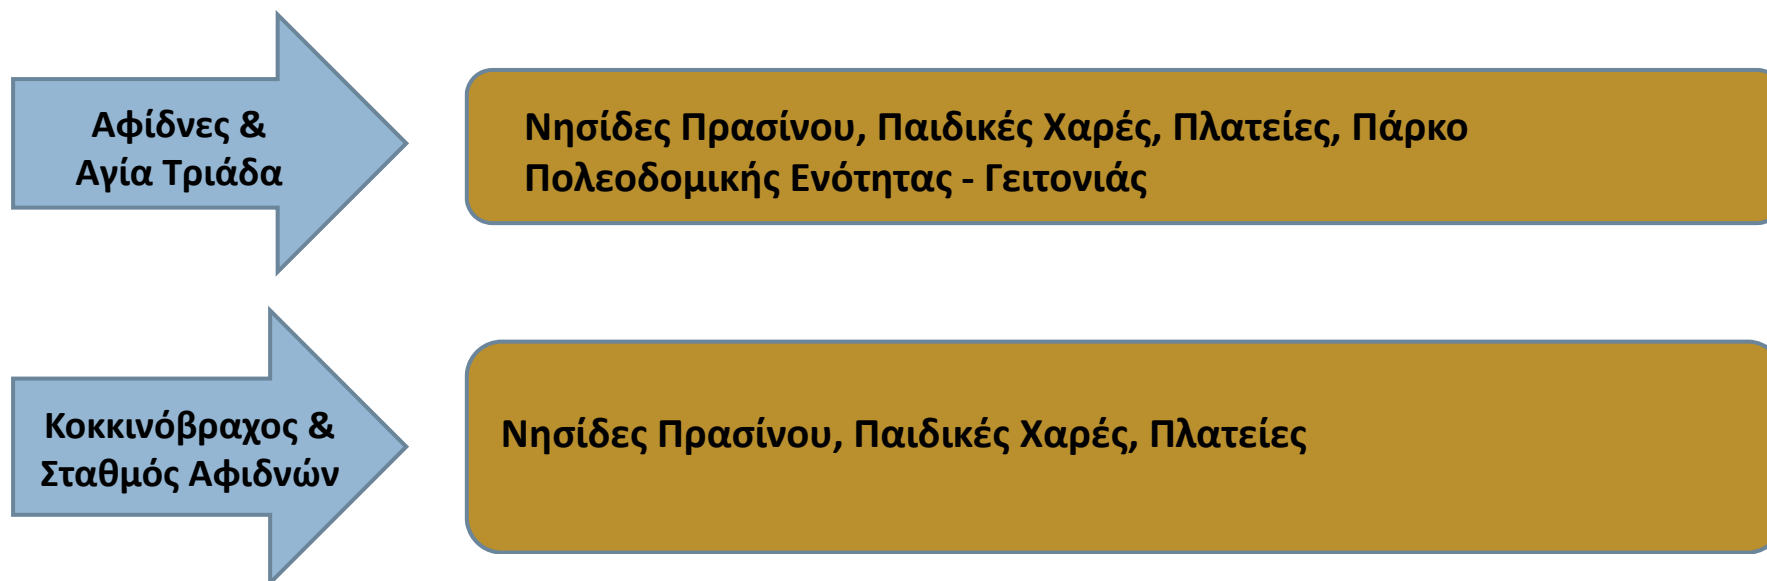 Αφίδνες &
Αγία Τριάδα
Νησίδες Πρασίνου, Παιδικές Χαρές, Πλατείες, Πάρκο
Πολεοδομικής Ενότητας - Γειτονιάς
Κοκκινόβραχος &
Σταθμός Αφιδνών
Νησίδες Πρασίνου, Παιδικές Χαρές, Πλατείες